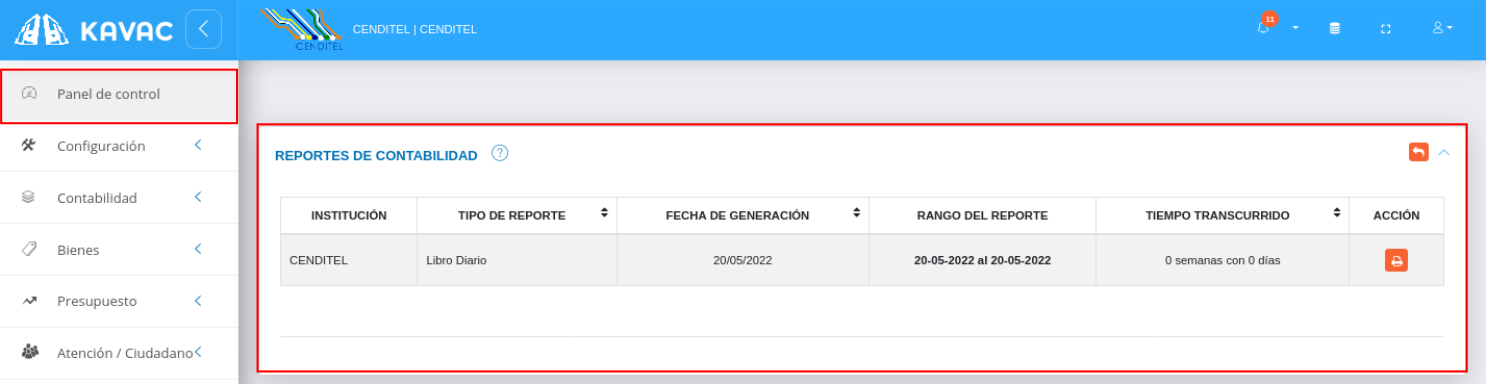 KAVAC
CENDITEL
CENDITEL | CENDITEL
11
Panel de control
Configuración
Contabilidad
Bienes
Presupuesto
Atención / Ciudadano
REPORTES DE CONTABILIDAD ?
INSTITUCIÓN TIPO DE REPORTE FECHA DE GENERACIÓN RANGO DEL REPORTE TIEMPO TRANSCURRIDO ACCIÓN
CENDITEL Libro Diario 20/05/2022 20-05-2022 al 20-05-2022 0 semanas con 0 días